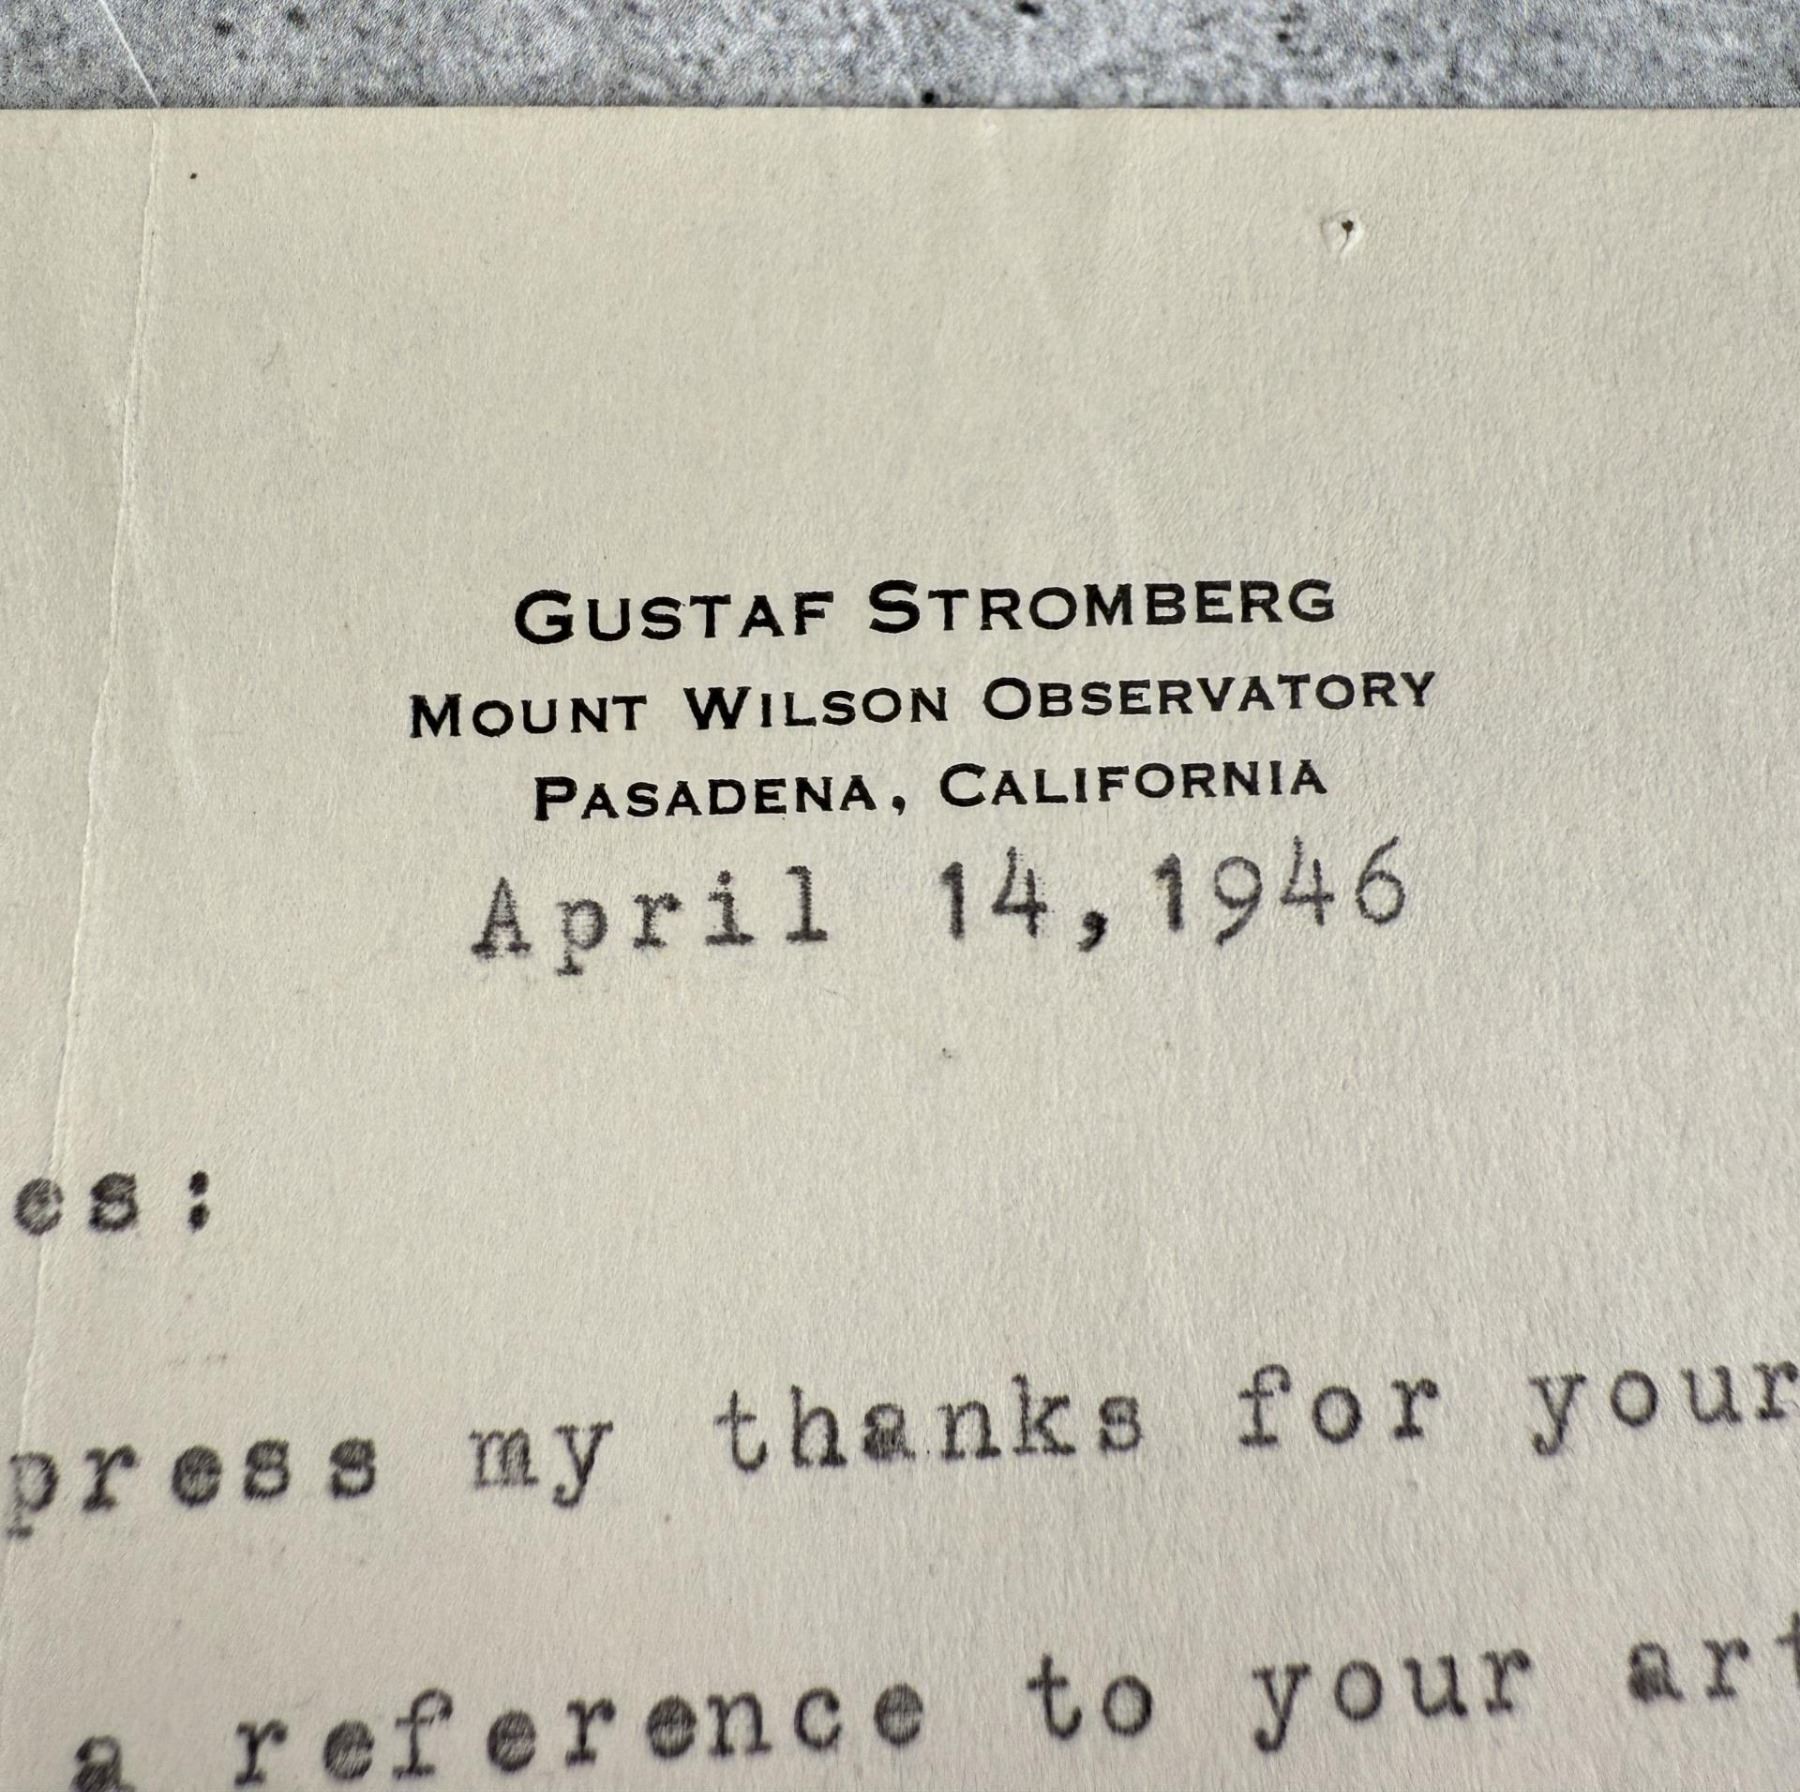 GUSTAF STROMBERG
MOUNT WILSON OBSERVATORY
PASADENA, CALIFORNIA
April 14,1946
es:
press my thanks for your
a reference to your art